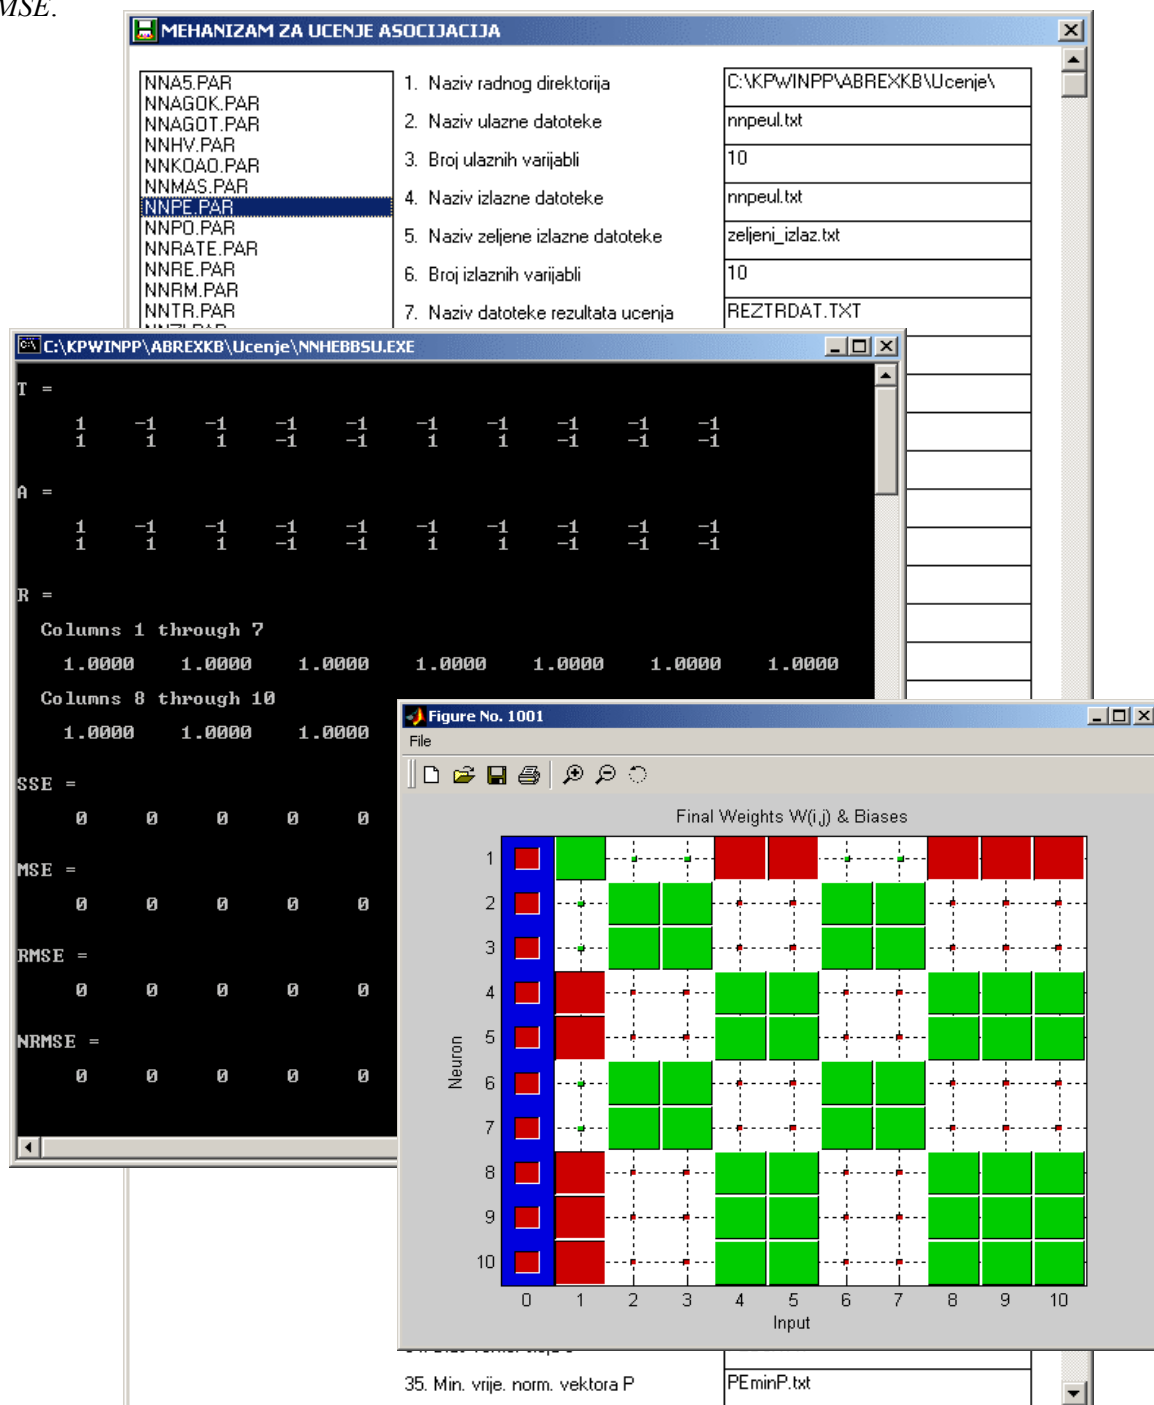 MSE.
MEHANIZAM ZA UCENJE ASOCIJACIJA
NNA5.PAR
NNAGOK.PAR
NNAGOT.PAR
NNHV.PAR
NNKOAO.PAR
NNMAS.PAR
NNPE.PAR
NNPO.PAR
NNRATE.PAR
NNRE.PAR
NNRM.PAR
NNTR.PAR
1. Naziv radnog direktorija C:\KPWINPP\ABREXKB\Ucenje\
2. Naziv ulazne datoteke nnpeul.txt
3. Broj ulaznih varijabli 10
4. Naziv izlazne datoteke nnpeul.txt
5. Naziv zeljene izlazne datoteke zeljeni_izlaz.txt
6. Broj izlaznih varijabli 10
7. Naziv datoteke rezultata ucenja REZTRDAT.TXT
C:\KPWINPP\ABREXKB\Ucenje\NNHEBBSU.EXE
T =
1 -1 -1 -1 -1 -1 -1 -1 -1 -1
1 1 1 -1 -1 1 1 -1 -1 -1
A =
1 -1 -1 -1 -1 -1 -1 -1 -1 -1
1 1 1 -1 -1 1 1 -1 -1 -1
R =
Columns 1 through 7
1.0000 1.0000 1.0000 1.0000 1.0000 1.0000 1.0000
Columns 8 through 10
1.0000 1.0000 1.0000
SSE =
0 0 0 0 0
MSE =
0 0 0 0 0
RMSE =
0 0 0 0 0
NRMSE =
0 0 0 0 0
Figure No. 1001
File
Final Weights W(i,j) & Biases
1
2
3
4
5
6
7
8
9
10
Neuron
0 1 2 3 4 5 6 7 8 9 10
Input
35. Min. vrije. norm. vektora P PEminP.txt